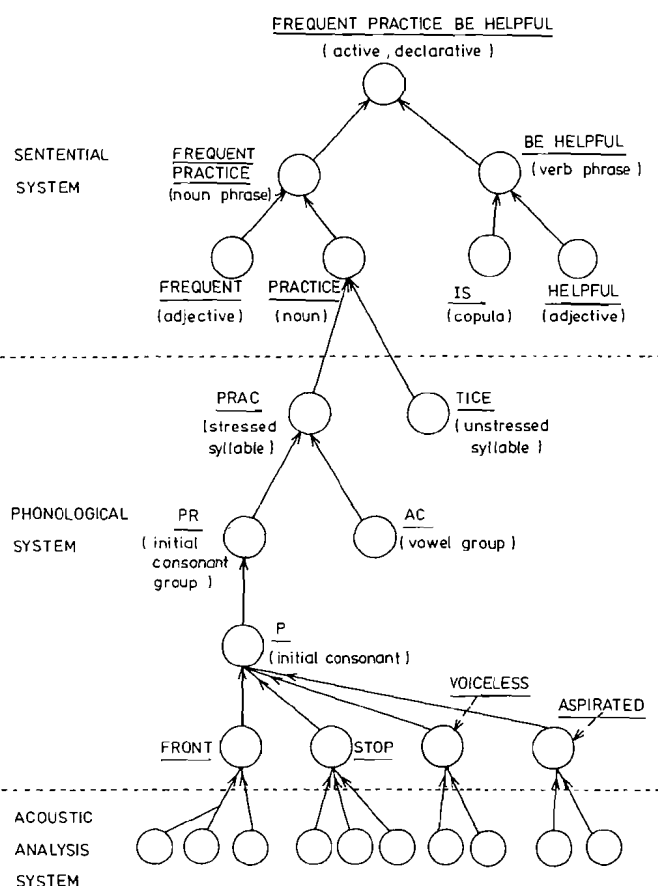 FREQUENT PRACTICE BE HELPFUL
( active , declarative )
SENTENTIAL
SYSTEM
FREQUENT
PRACTICE
(noun phrase)
BE HELPFUL
(verb phrase)
FREQUENT
(adjective)
PRACTICE
(noun)
IS
(copula)
HELPFUL
(adjective)
PRAC
(stressed
syllable)
TICE
(unstressed
syllable)
PHONOLOGICAL
SYSTEM
PR
(initial
consonant
group )
AC
(vowel group )
P
(initial consonant)
VOICELESS
ASPIRATED
FRONT
STOP
ACOUSTIC
ANALYSIS
SYSTEM